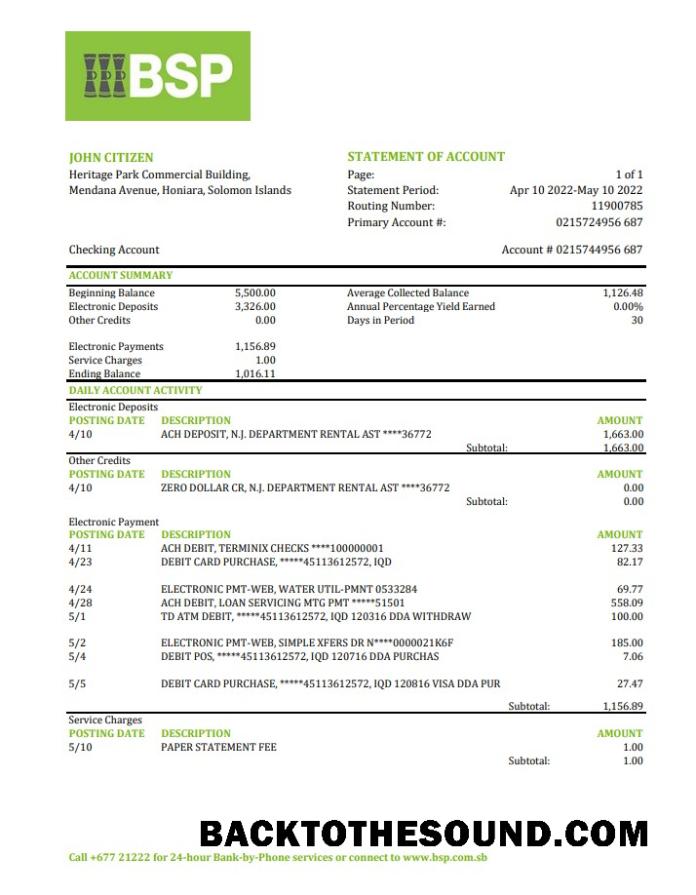 BSP
JOHN CITIZEN
Heritage Park Commercial Building,
Mendana Avenue, Honiara, Solomon Islands
STATEMENT OF ACCOUNT
Page: 1 of 1
Statement Period: Apr 10 2022-May 10 2022
Routing Number: 11900785
Primary Account #: 0215724956 687
Checking Account Account # 0215744956 687
ACCOUNT SUMMARY
Beginning Balance 5,500.00 Average Collected Balance 1,126.48
Electronic Deposits 3,326.00 Annual Percentage Yield Earned 0.00%
Other Credits 0.00 Days in Period 30
Electronic Payments 1,156.89
Service Charges 1.00
Ending Balance 1,016.11
DAILY ACCOUNT ACTIVITY
Electronic Deposits
POSTING DATE DESCRIPTION AMOUNT
4/10 ACH DEPOSIT, N.J. DEPARTMENT RENTAL AST ****36772 1,663.00
Subtotal: 1,663.00
Other Credits
POSTING DATE DESCRIPTION AMOUNT
4/10 ZERO DOLLAR CR, N.J. DEPARTMENT RENTAL AST ****36772 0.00
Subtotal: 0.00
Electronic Payment
POSTING DATE DESCRIPTION AMOUNT
4/11 ACH DEBIT, TERMINIX CHECKS ****100000001 127.33
4/23 DEBIT CARD PURCHASE, *****45113612572, IQD 82.17
4/24 ELECTRONIC PMT-WEB, WATER UTIL-PMNT 0533284 69.77
4/28 ACH DEBIT, LOAN SERVICING MTG PMT *****51501 558.09
5/1 TD ATM DEBIT, *****45113612572, IQD 120316 DDA WITHDRAW 100.00
5/2 ELECTRONIC PMT-WEB, SIMPLE XFERS DR N****0000021K6F 185.00
5/4 DEBIT POS, *****45113612572, IQD 120716 DDA PURCHAS 7.06
5/5 DEBIT CARD PURCHASE, *****45113612572, IQD 120816 VISA DDA PUR 27.47
Subtotal: 1,156.89
Service Charges
POSTING DATE DESCRIPTION AMOUNT
5/10 PAPER STATEMENT FEE 1.00
Subtotal: 1.00
BACKTOTHESOUND.COM
Call +677 21222 for 24-hour Bank-by-Phone services or connect to www.bsp.com.sb